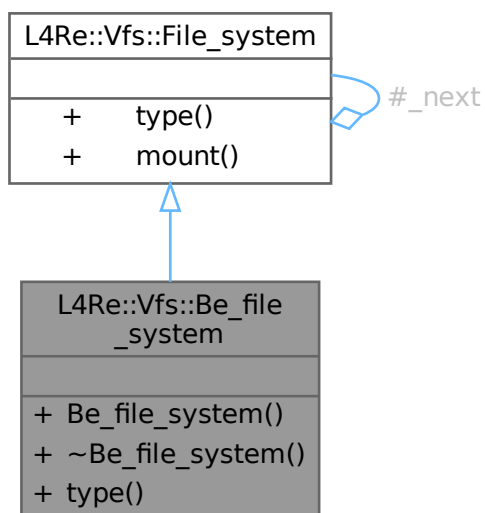 L4Re::Vfs::File_system
+ type()
+ mount()
#_next
L4Re::Vfs::Be_file
_system
+ Be_file_system()
+ ~Be_file_system()
+ type()